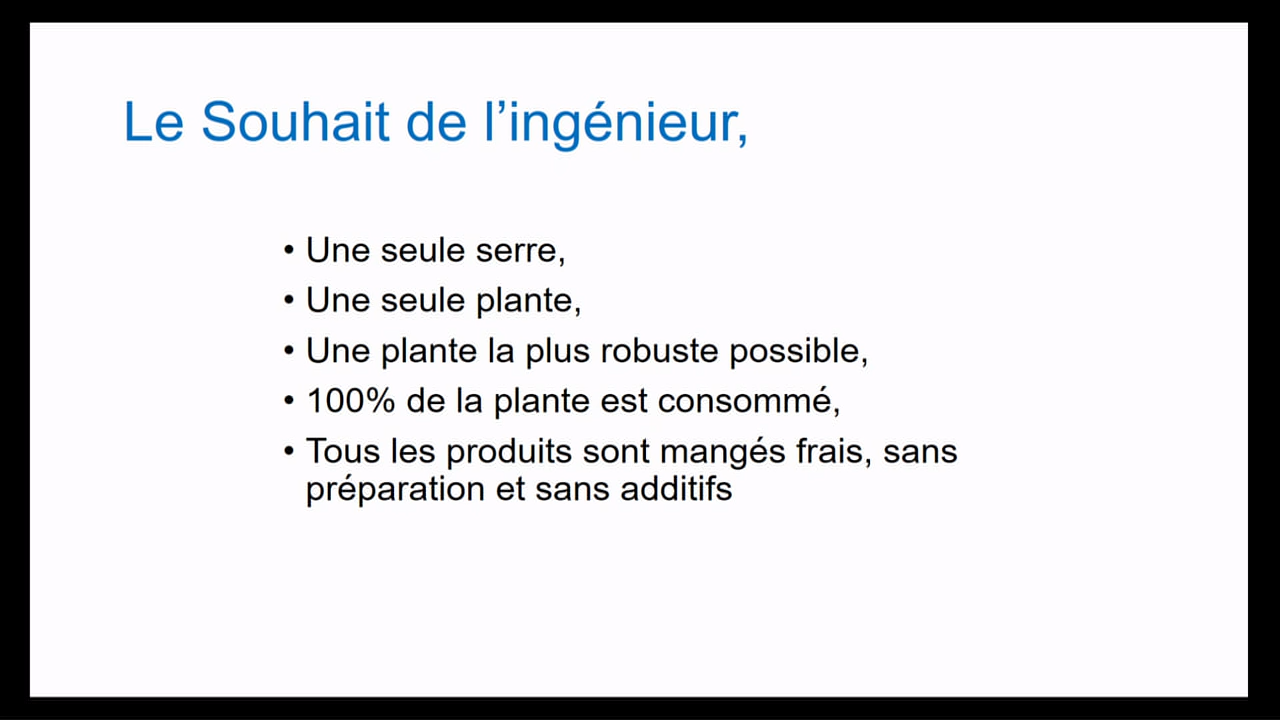 Le Souhait de l’ingénieur,
• Une seule serre,
• Une seule plante,
• Une plante la plus robuste possible,
• 100% de la plante est consommé,
• Tous les produits sont mangés frais, sans
préparation et sans additifs